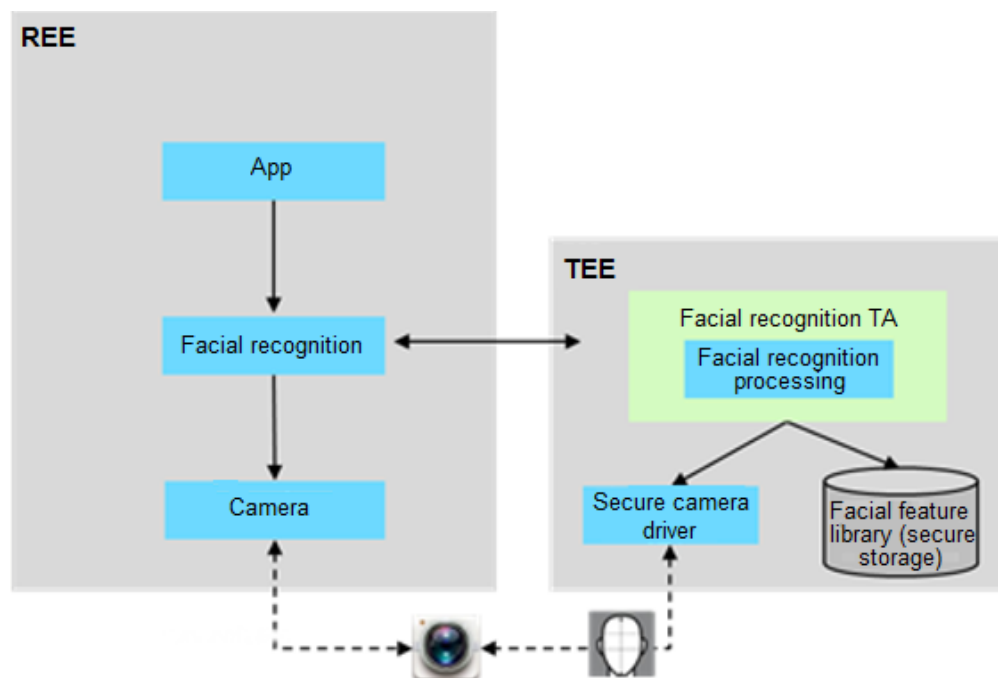 REE
App
Facial recognition
Camera
TEE
Facial recognition TA
Facial recognition
processing
Secure camera
driver
Facial feature
library (secure
storage)